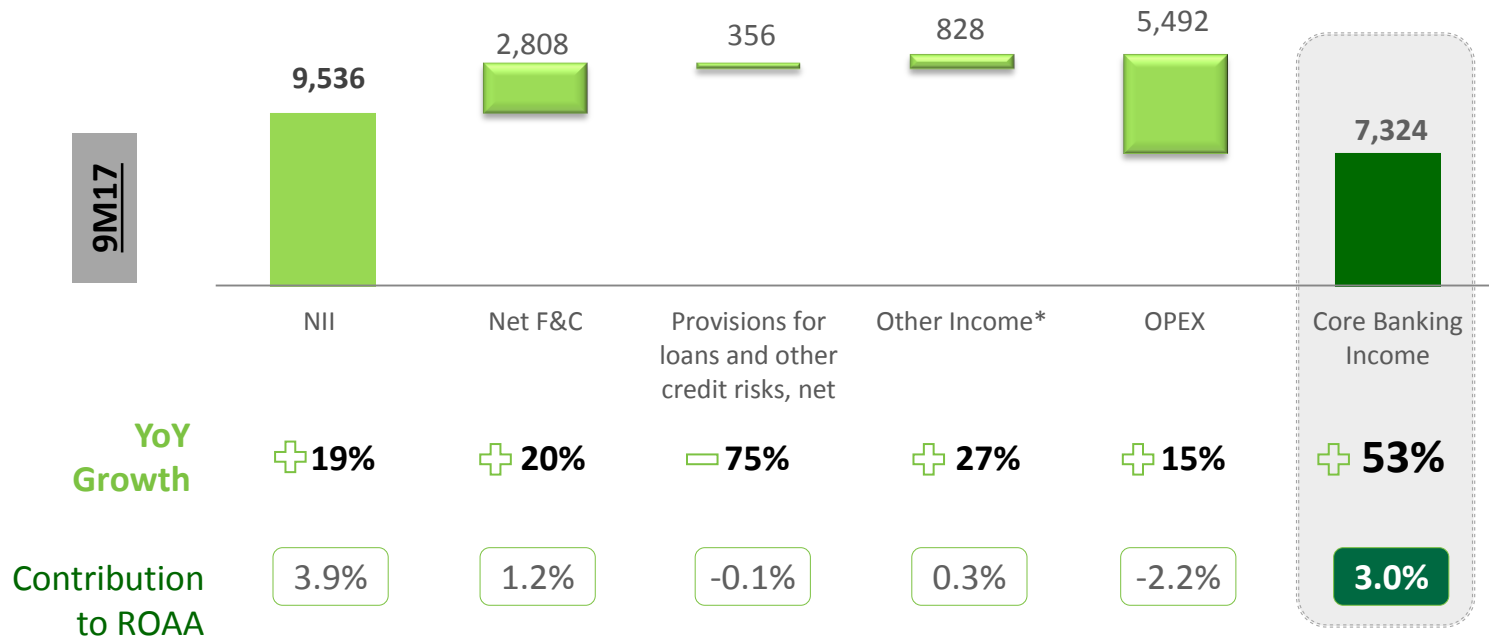 9M17
9,536
2,808
356
828
5,492
7,324
NII
Net F&C
Provisions for
loans and other
credit risks, net
Other Income*
OPEX
Core Banking
Income
YoY
Growth
19%
20%
75%
27%
15%
53%
Contribution
to ROAA
3.9%
1.2%
-0.1%
0.3%
-2.2%
3.0%